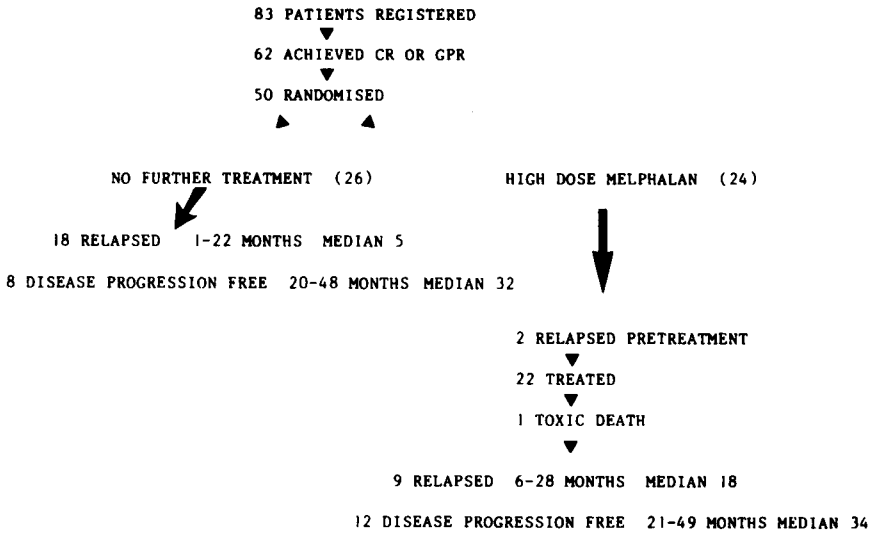 83 PATIENTS REGISTERED
62 ACHIEVED CR OR GPR
50 RANDOMISED
NO FURTHER TREATMENT (26)
18 RELAPSED 1-22 MONTHS MEDIAN 5
8 DISEASE PROGRESSION FREE 20-48 MONTHS MEDIAN 32
HIGH DOSE MELPHALAN (24)
2 RELAPSED PRETREATMENT
22 TREATED
1 TOXIC DEATH
9 RELAPSED 6-28 MONTHS MEDIAN 18
12 DISEASE PROGRESSION FREE 21-49 MONTHS MEDIAN 34